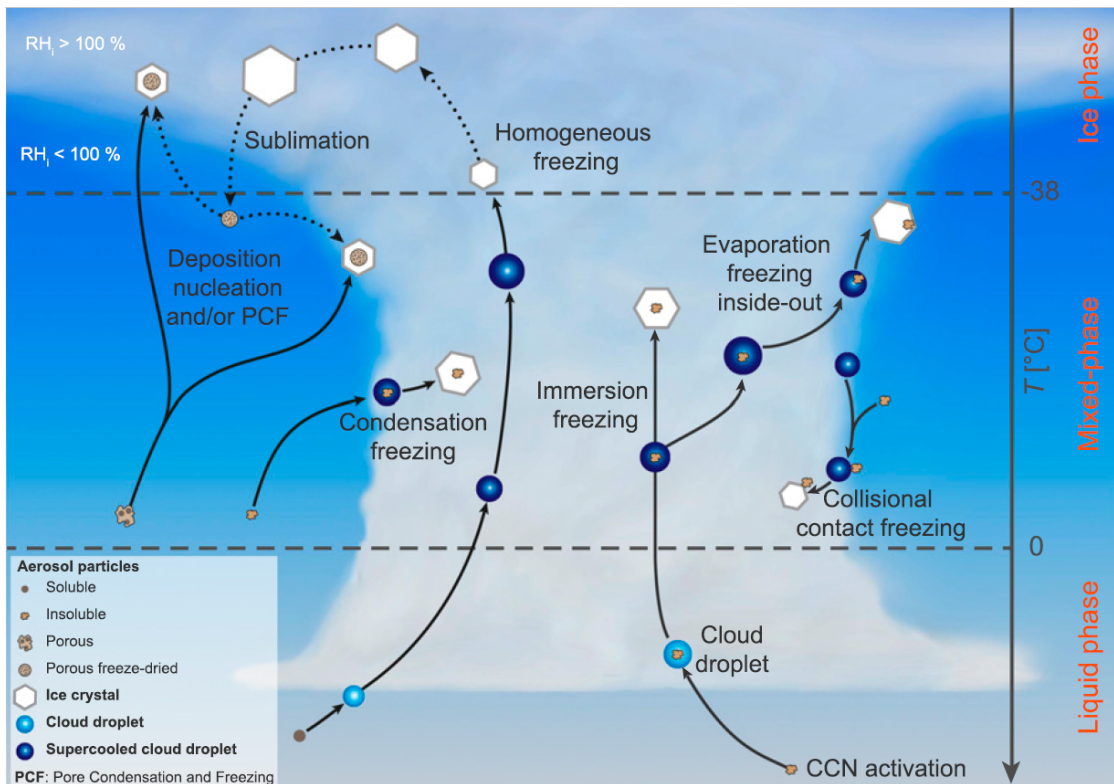 RHi > 100 %
RHi < 100 %
Sublimation
Homogeneous
freezing
Ice phase
-38
Deposition
nucleation
and/or PCF
Evaporation
freezing
inside-out
T [°C]
Mixed-phase
Condensation
freezing
Immersion
freezing
Collisional
contact freezing
0
Aerosol particles
Soluble
Insoluble
Porous
Porous freeze-dried
Ice crystal
Cloud droplet
Supercooled cloud droplet
PCF: Pore Condensation and Freezing
Cloud
droplet
CCN activation
Liquid phase